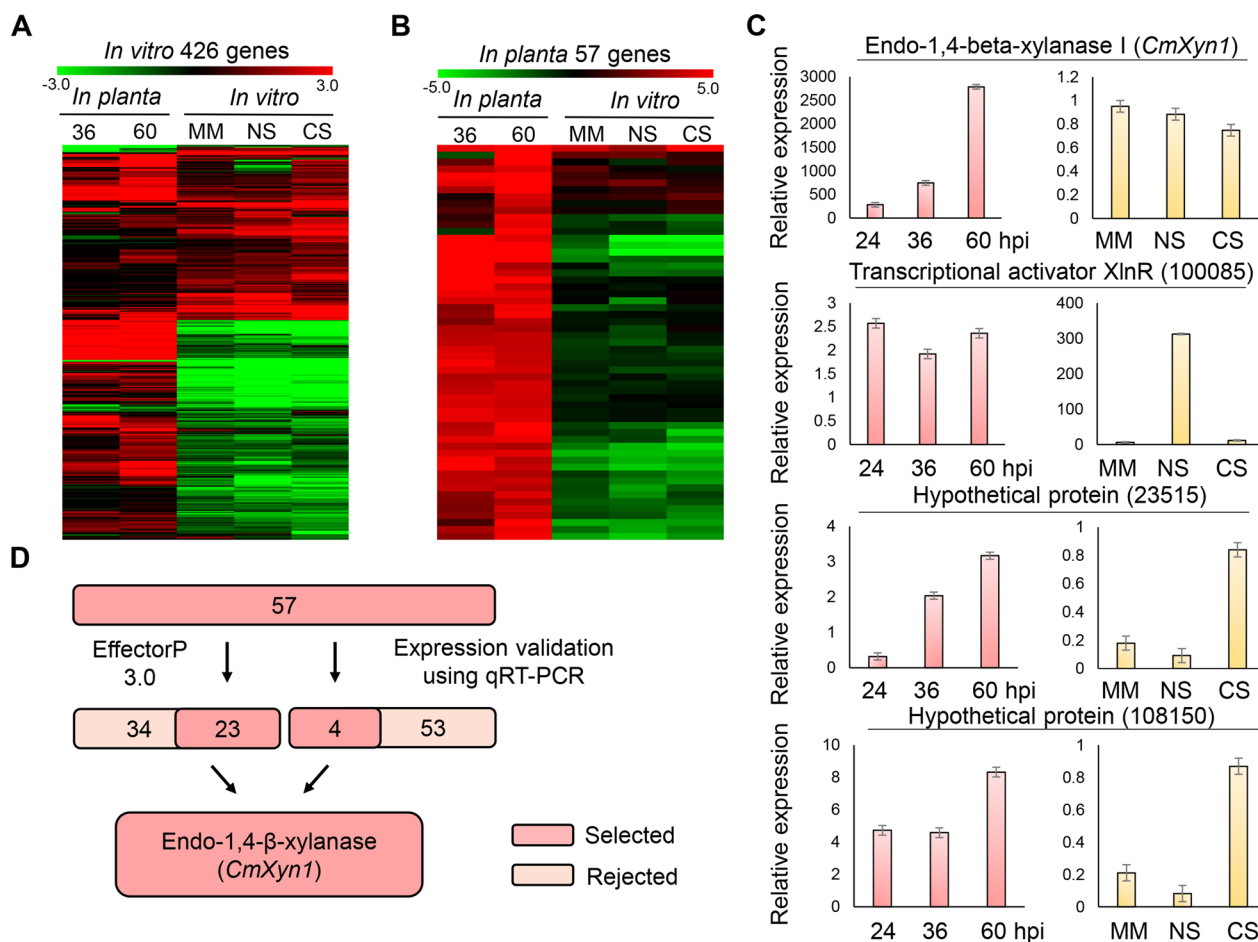 A
In vitro 426 genes
-3.0 3.0
In planta In vitro
36 60 MM NS CS
B
In planta 57 genes
-5.0 5.0
In planta In vitro
36 60 MM NS CS
C
Endo-1,4-beta-xylanase I (CmXyn1)
Relative expression
3000
2500
2000
1500
1000
500
0
24 36 60 hpi
1.2
1
0.8
0.6
0.4
0.2
0
MM NS CS
Transcriptional activator XlnR (100085)
Relative expression
3
2.5
2
1.5
1
0.5
0
24 36 60 hpi
400
300
200
100
0
MM NS CS
Hypothetical protein (23515)
Relative expression
4
3
2
1
0
24 36 60 hpi
1
0.8
0.6
0.4
0.2
0
MM NS CS
Hypothetical protein (108150)
Relative expression
10
8
6
4
2
0
24 36 60 hpi
1
0.8
0.6
0.4
0.2
0
MM NS CS
D
57
EffectorP
3.0
Expression validation
using qRT-PCR
34 23 4 53
Endo-1,4-β-xylanase
(CmXyn1)
Selected
Rejected